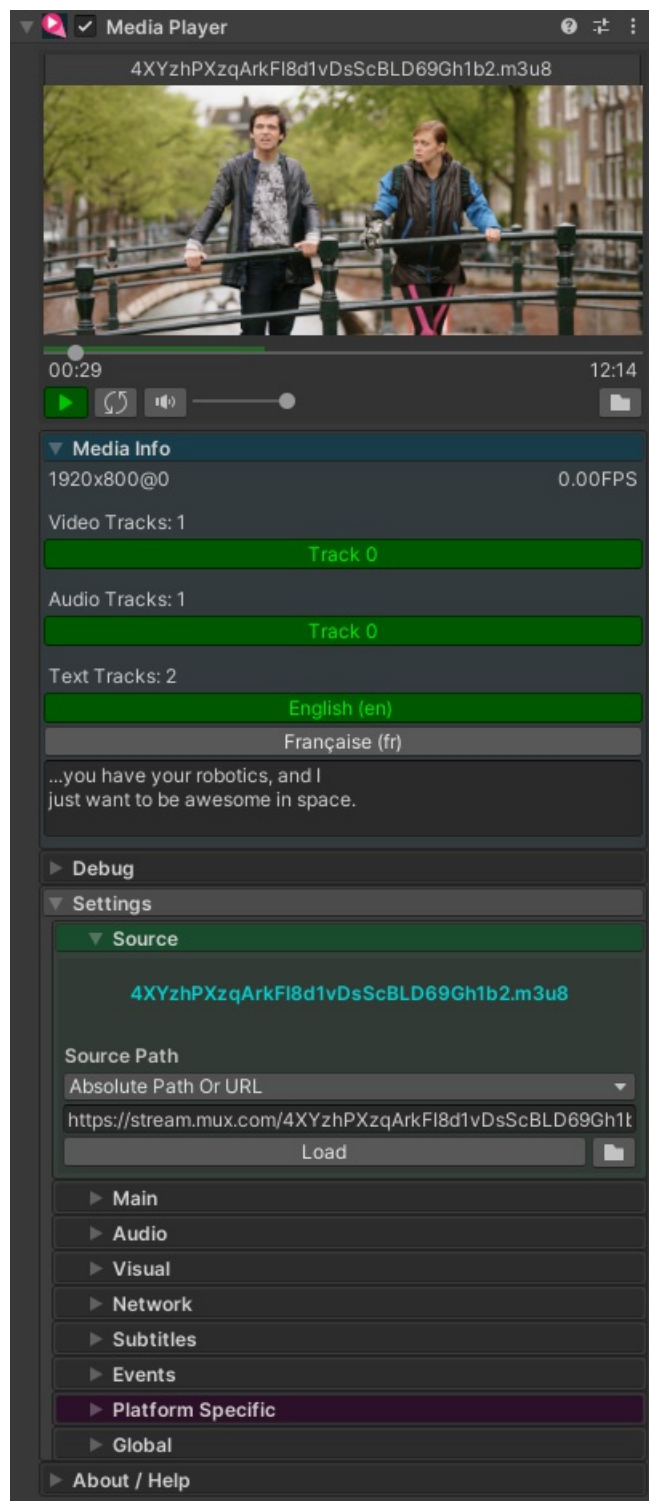 Media Player
4XYzhPXzqArkFI8d1vDsScBLD69Gh1b2.m3u8
00:29 12:14
Media Info
1920x800@0 0.00FPS
Video Tracks: 1
Track 0
Audio Tracks: 1
Track 0
Text Tracks: 2
English (en)
Française (fr)
...you have your robotics, and I
just want to be awesome in space.
Debug
Settings
Source
4XYzhPXzqArkFI8d1vDsScBLD69Gh1b2.m3u8
Source Path
Absolute Path Or URL
https://stream.mux.com/4XYzhPXzqArkFI8d1vDsScBLD69Gh1b
Load
Main
Audio
Visual
Network
Subtitles
Events
Platform Specific
Global
About / Help